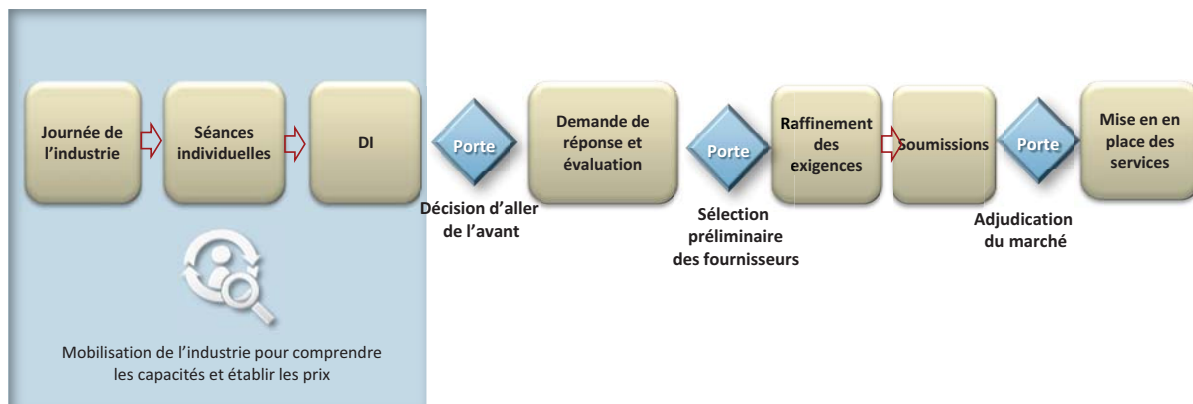 Journée de
l'industrie
Séances
individuelles
DI
Porte
Décision d'aller
de l'avant
Demande de
réponse et
évaluation
Porte
Sélection
préliminaire
des fournisseurs
Raffinement
des
exigences
Soumissions
Porte
Adjudication
du marché
Mise en en
place des
services
Mobilisation de l'industrie pour comprendre
les capacités et établir les prix